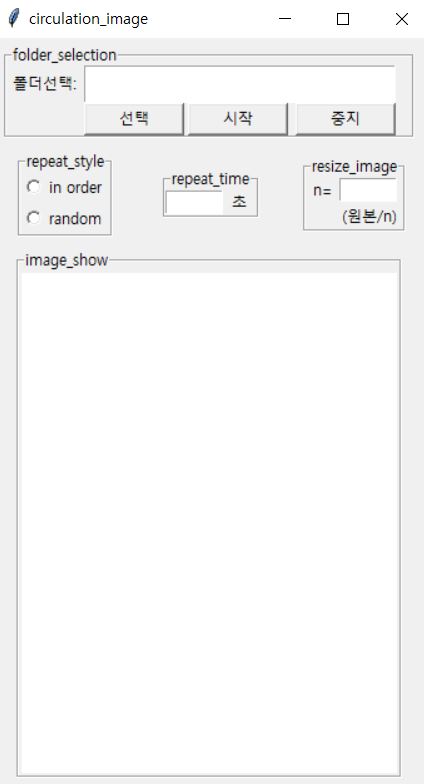 circulation_image
folder_selection
폴더선택:
선택 시작 중지
repeat_style
in order
random
repeat_time
초
resize_image
n=
(원본/n)
image_show